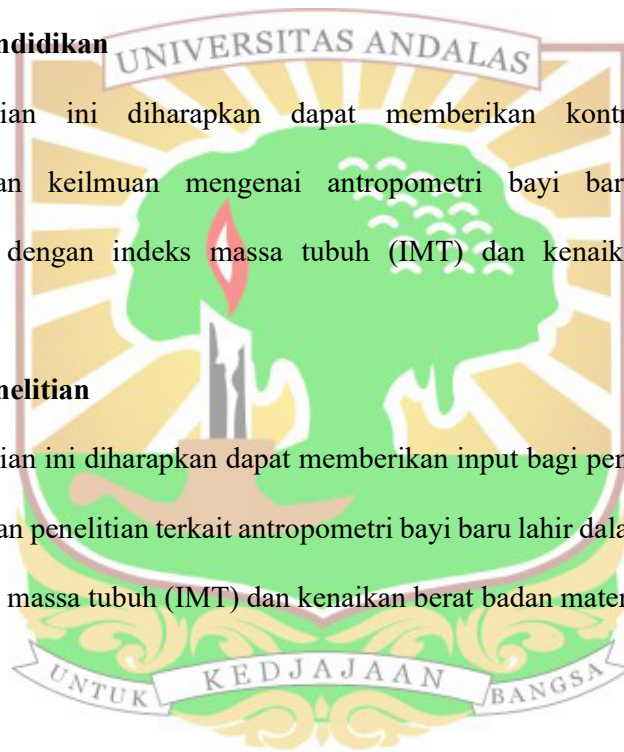 UNIVERSITAS ANDALAS
ndidikan
ian ini diharapkan dapat memberikan kontr
an keilmuan mengenai antropometri bayi bar
dengan indeks massa tubuh (IMT) dan kenaik
nelitian
ian ini diharapkan dapat memberikan input bagi pen
an penelitian terkait antropometri bayi baru lahir dala
massa tubuh (IMT) dan kenaikan berat badan mater
UNTUK KEDJAJAAN BANGSA